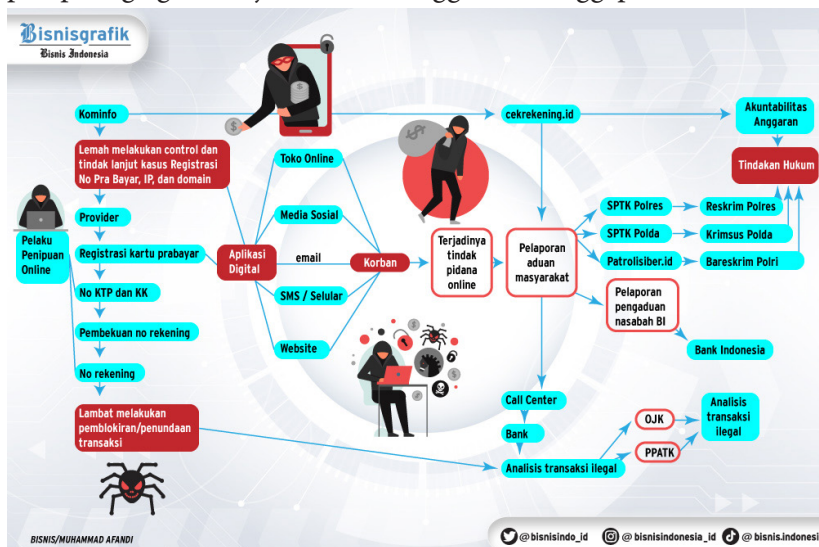 Bisnisgrafik
Bisnis Indonesia
Kominfo
Lemah melakukan control dan
tindak lanjut kasus Registrasi
No Pra Bayar, IP, dan domain
Provider
Pelaku
Penipuan
Online
Registrasi kartu prabayar
No KTP dan KK
Pembekuan no rekening
No rekening
Lambat melakukan
pemblokiran/penundaan
transaksi
Aplikasi
Digital
Toko Online
Media Sosial
email
SMS / Selular
Website
Korban
Terjadinya
tindak
pidana
online
cekrekening.id
Pelaporan
aduan
masyarakat
Akuntabilitas
Anggaran
Tindakan Hukum
SPTK Polres
Reskrim Polres
SPTK Polda
Krimsus Polda
Patrolisiber.id
Bareskrim Polri
Pelaporan
pengaduan
nasabah BI
Bank Indonesia
Call Center
Bank
Analisis transaksi ilegal
OJK
PPATK
Analisis
transaksi
ilegal
BISNIS/MUHAMMAD AFANDI
@bisnisindo_id @bisnisindonesia_id @bisnis.indonesi